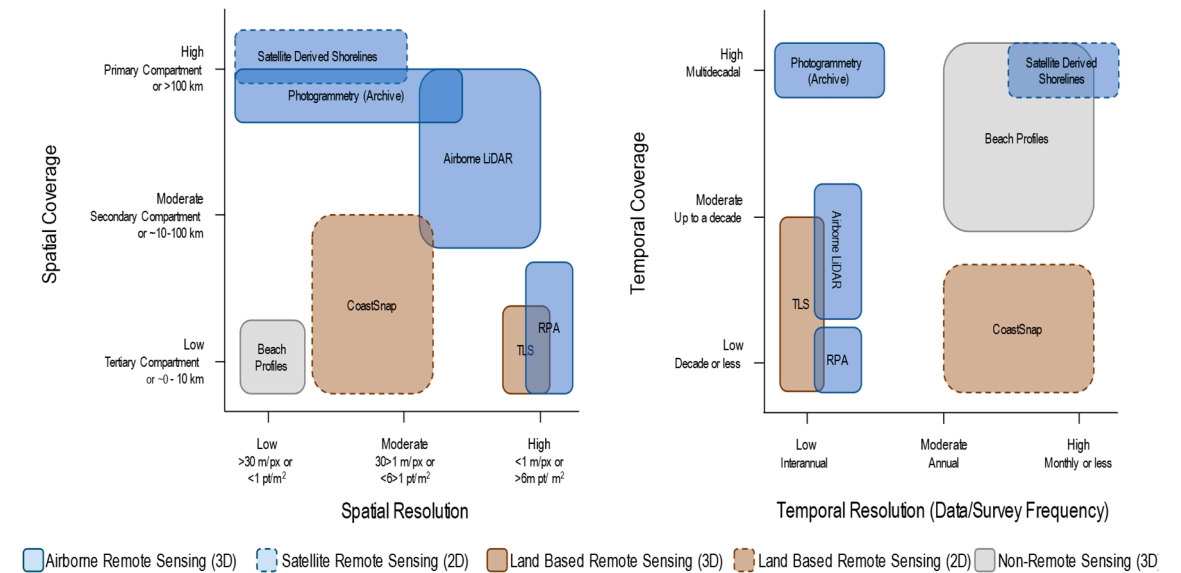 Spatial Coverage
High
Primary Compartment
or >100 km
Moderate
Secondary Compartment
or ~10-100 km
Low
Tertiary Compartment
or ~0 - 10 km
Satellite Derived Shorelines
Photogrammetry (Archive)
Airborne LiDAR
CoastSnap
Beach
Profiles
RPA
TLS
Low
>30 m/px or
<1 pt/m²
Moderate
30>1 m/px or
<6>1 pt/m²
High
<1 m/px or
>6m pt/ m²
Spatial Resolution
Temporal Coverage
High
Multidecadal
Moderate
Up to a decade
Low
Decade or less
Photogrammetry
(Archive)
Satellite Derived
Shorelines
Beach Profiles
Airborne LiDAR
TLS
RPA
CoastSnap
Low
Interannual
Moderate
Annual
High
Monthly or less
Temporal Resolution (Data/Survey Frequency)
Airborne Remote Sensing (3D)
Satellite Remote Sensing (2D)
Land Based Remote Sensing (3D)
Land Based Remote Sensing (2D)
Non-Remote Sensing (3D